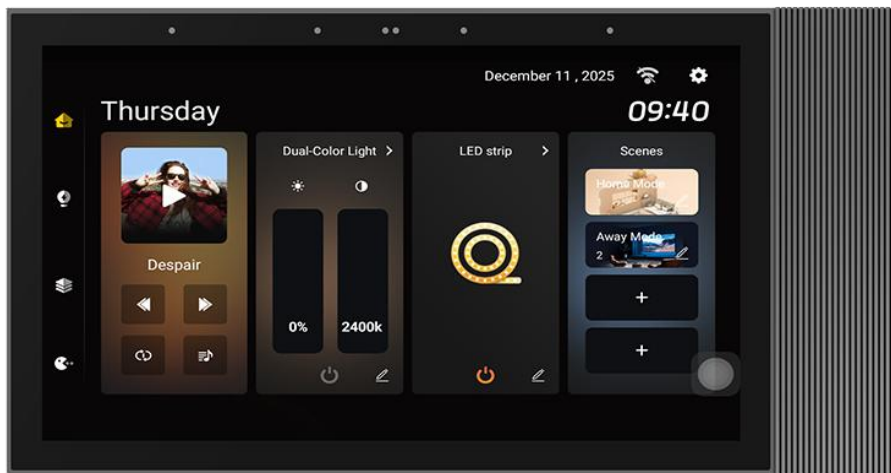 December 11 , 2025
Thursday
09:40
Despair
Dual-Color Light >
0%
2400k
LED strip >
Scenes
Home Mode
Away Mode
2
+
+